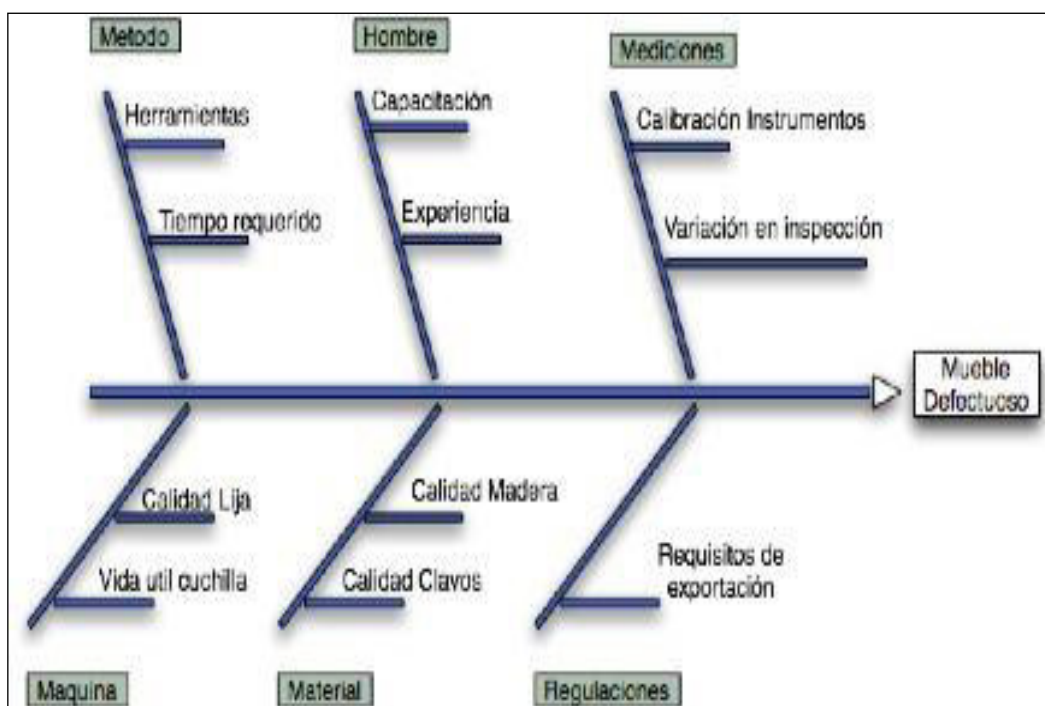 Metodo
Hombre
Mediciones
Herramientas
Capacitación
Calibración Instrumentos
Tiempo requerido
Experiencia
Variación en inspección
Mueble
Defectuoso
Calidad Lija
Calidad Madera
Vida util cuchilla
Calidad Clavos
Requisitos de
exportación
Maquina
Material
Regulaciones